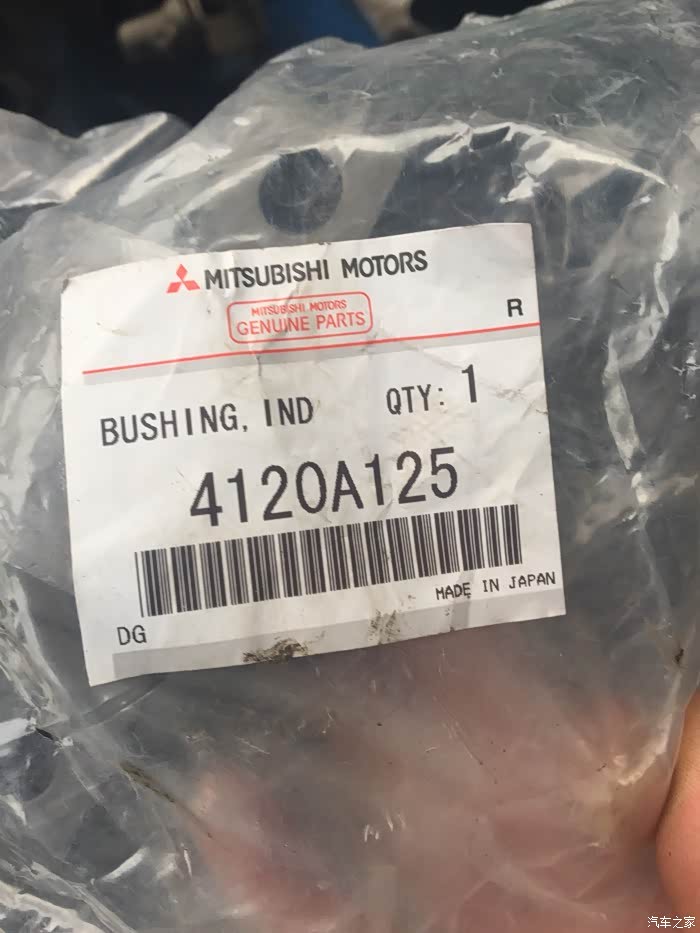 MITSUBISHI MOTORS
MITSUBISHI MOTORS
GENUINE PARTS
R
BUSHING, IND QTY: 1
4120A125
MADE IN JAPAN
DG
汽车之家